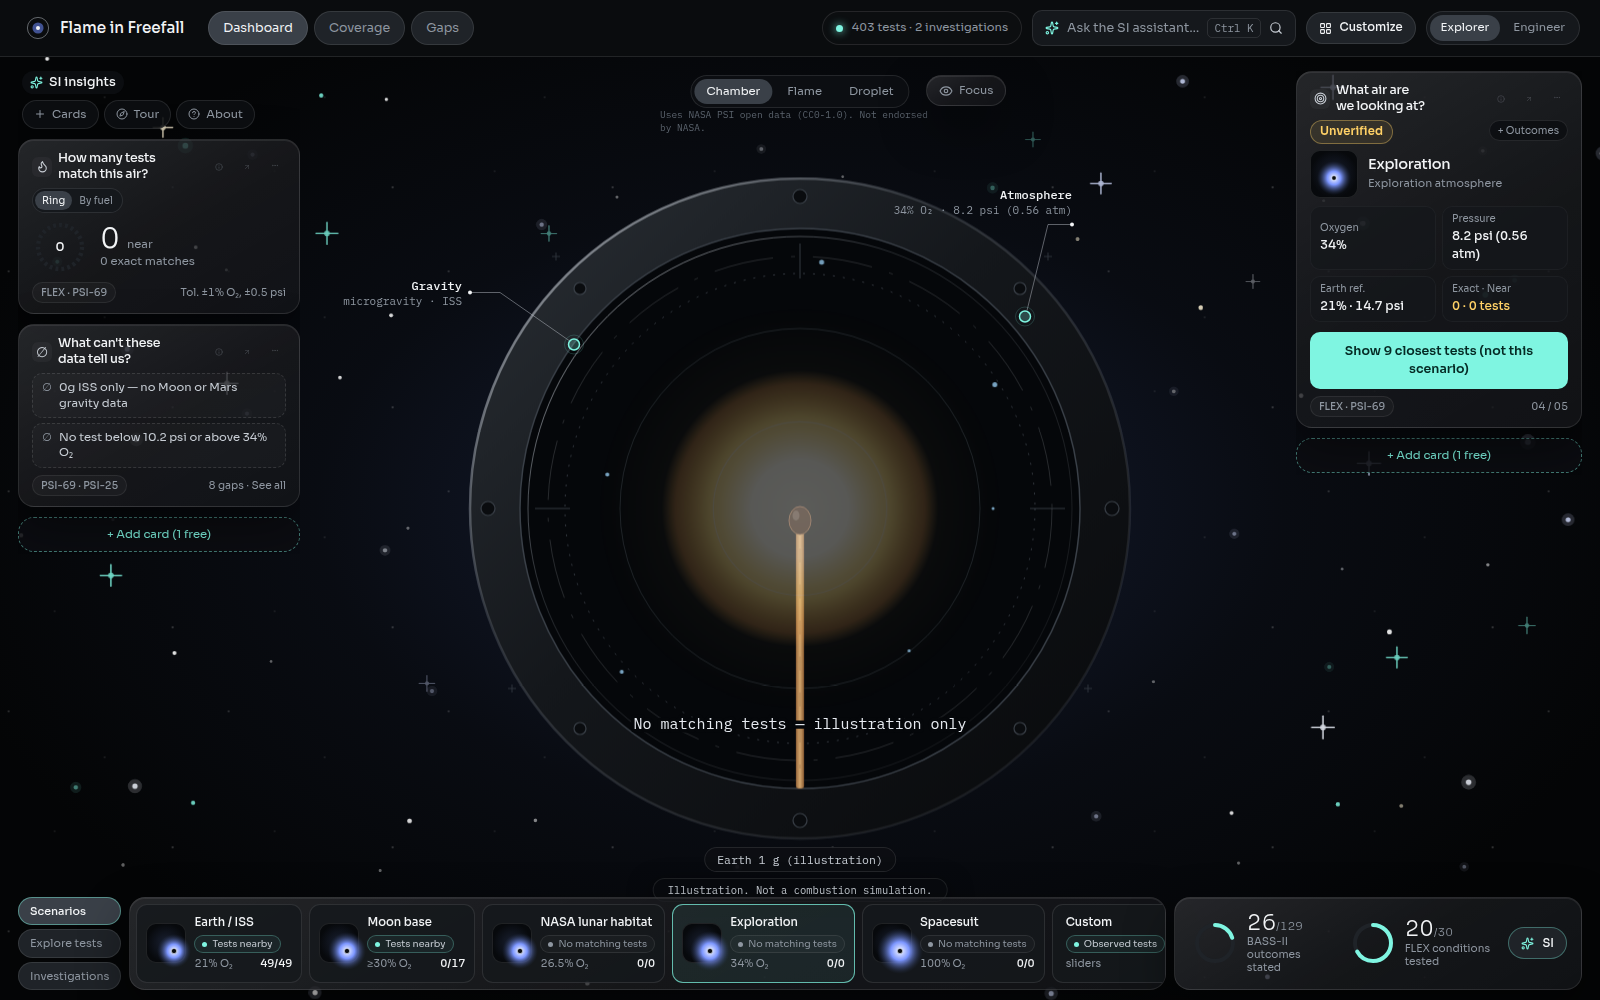 Flame in Freefall
Dashboard
Coverage
Gaps
403 tests · 2 investigations
Ask the SI assistant...
Ctrl K
Customize
Explorer
Engineer
SI insights
Cards
Tour
About
How many tests
match this air?
Ring
By fuel
0
0 near
0 exact matches
FLEX · PSI-69
Tol. ±1% O₂, ±0.5 psi
What can't these
data tell us?
∅ 0g ISS only — no Moon or Mars
gravity data
∅ No test below 10.2 psi or above 34%
O₂
PSI-69 · PSI-25
8 gaps · See all
+ Add card (1 free)
Chamber
Flame
Droplet
Focus
Uses NASA PSI open data (CC0-1.0). Not endorsed
by NASA.
Atmosphere
34% O₂ · 8.2 psi (0.56 atm)
Gravity
microgravity · ISS
No matching tests — illustration only
Earth 1 g (illustration)
Illustration. Not a combustion simulation.
What air are
we looking at?
Unverified
+ Outcomes
Exploration
Exploration atmosphere
Oxygen
34%
Pressure
8.2 psi (0.56
atm)
Earth ref.
21% · 14.7 psi
Exact · Near
0 · 0 tests
Show 9 closest tests (not this
scenario)
FLEX · PSI-69
04 / 05
+ Add card (1 free)
Scenarios
Explore tests
Investigations
Earth / ISS
Tests nearby
21% O₂
49/49
Moon base
Tests nearby
≥30% O₂
0/17
NASA lunar habitat
No matching tests
26.5% O₂
0/0
Exploration
No matching tests
34% O₂
0/0
Spacesuit
No matching tests
100% O₂
0/0
Custom
Observed tests
sliders
26/129
BASS-II
outcomes
stated
20/30
FLEX conditions
tested
SI